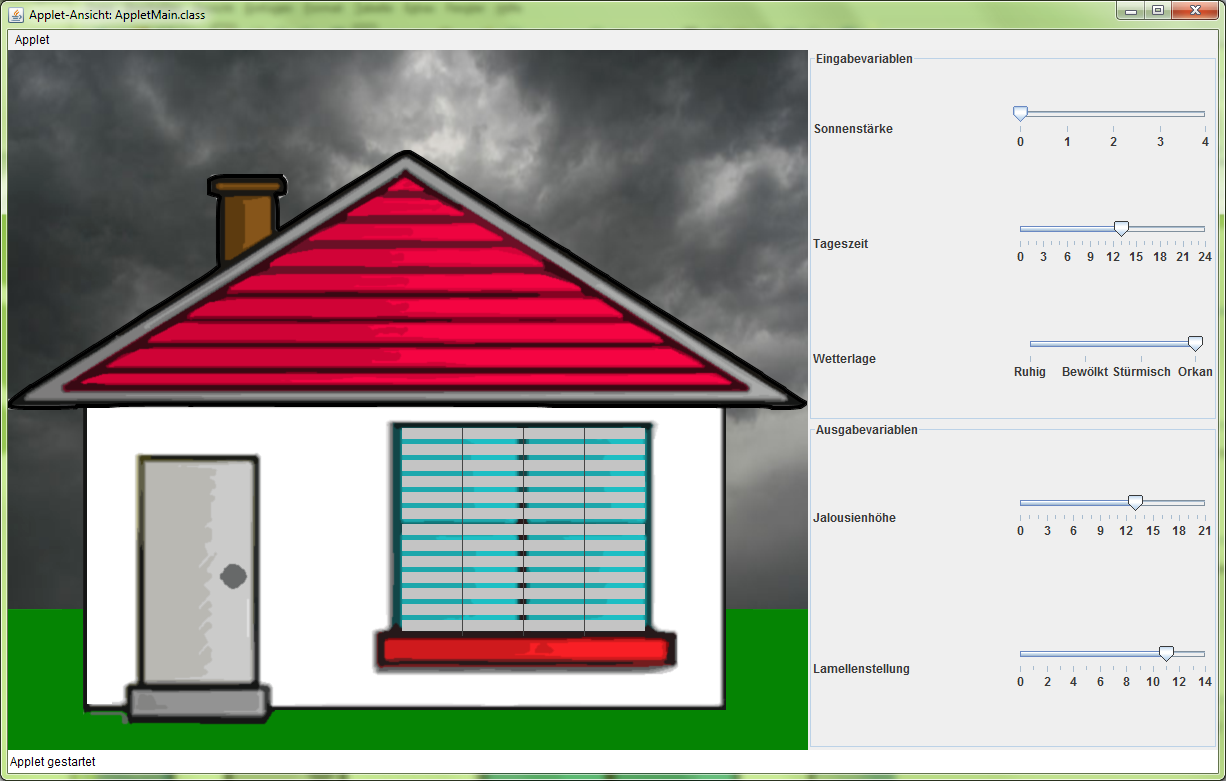 Applet-Ansicht: AppletMain.class
Applet
Eingabevariablen
Sonnenstärke
0 1 2 3 4
Tageszeit
0 3 6 9 12 15 18 21 24
Wetterlage
Ruhig Bewölkt Stürmisch Orkan
Ausgabevariablen
Jalousienhöhe
0 3 6 9 12 15 18 21
Lamellenstellung
0 2 4 6 8 10 12 14
Applet gestartet